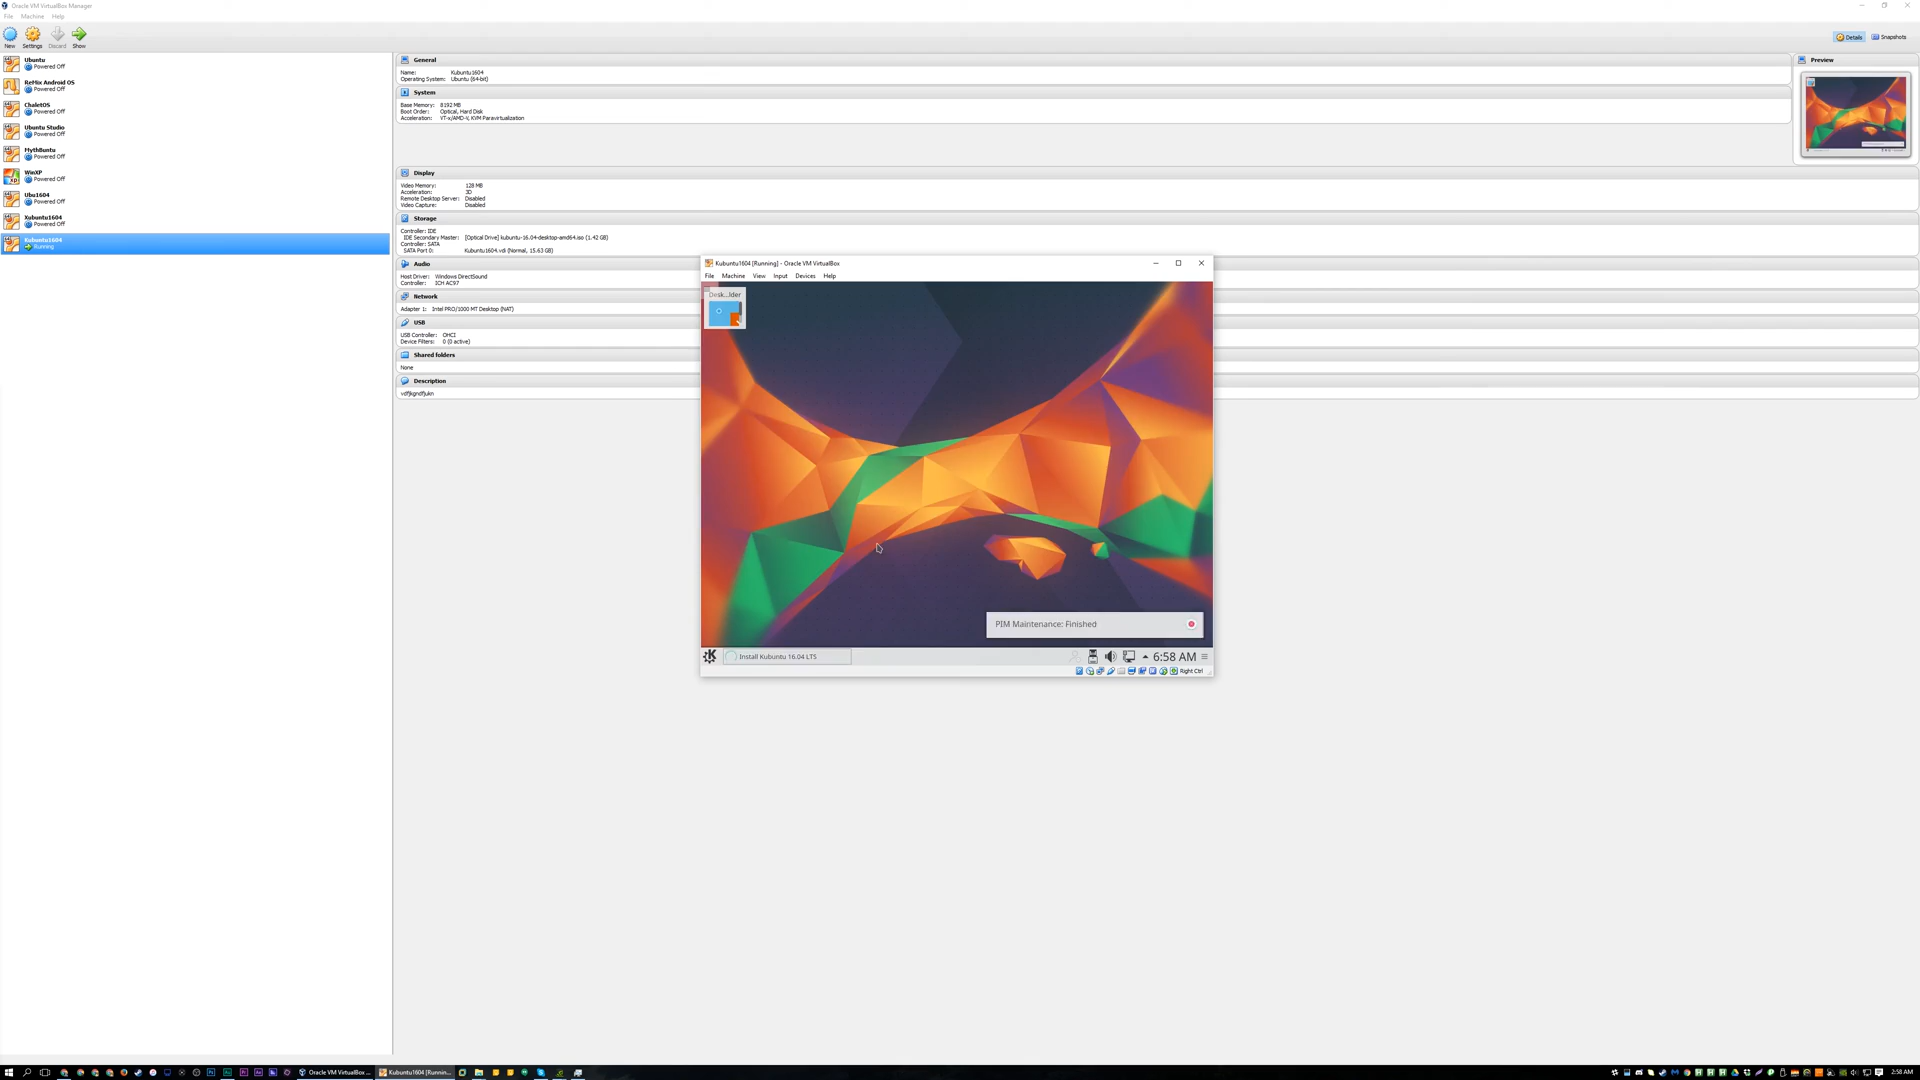 Oracle VM VirtualBox Manager
File Machine Help
New Settings Discard Show
Details Snapshots
Ubuntu
Powered Off
ReMix Android OS
Powered Off
ChaletOS
Powered Off
Ubuntu Studio
Powered Off
MythBuntu
Powered Off
WinXP
Powered Off
Ubu1604
Powered Off
Xubuntu1604
Powered Off
Kubuntu1604
Running
General
Name: Kubuntu1604
Operating System: Ubuntu (64-bit)
System
Base Memory: 8192 MB
Boot Order: Optical, Hard Disk
Acceleration: VT-x/AMD-V, KVM Paravirtualization
Preview
Display
Video Memory: 128 MB
Acceleration: 3D
Remote Desktop Server: Disabled
Video Capture: Disabled
Storage
Controller: IDE
IDE Secondary Master: [Optical Drive] kubuntu-16.04-desktop-amd64.iso (1.42 GB)
Controller: SATA
SATA Port 0: Kubuntu1604.vdi (Normal, 15.63 GB)
Audio
Host Driver: Windows DirectSound
Controller: ICH AC97
Network
Adapter 1: Intel PRO/1000 MT Desktop (NAT)
USB
USB Controller: OHCI
Device Filters: 0 (0 active)
Shared folders
None
Description
vdfjkgndfjukn
Kubuntu1604 [Running] - Oracle VM VirtualBox
File Machine View Input Devices Help
Desk...lder
PIM Maintenance: Finished
Install Kubuntu 16.04 LTS
6:58 AM
Right Ctrl
Oracle VM VirtualBox ...
Kubuntu1604 [Runnin...
2:58 AM